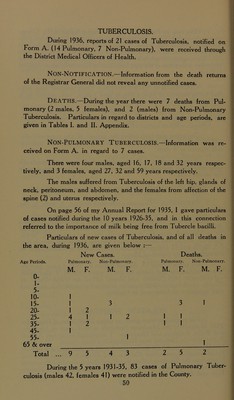 TUBERCULOSIS.
During 1936, reports of 21 cases of Tuberculosis, notified on
Form A. (14 Pulmonary, 7 Non-Pulmonary), were received through
the District Medical Officers of Health.
NON-NOTIFICATION.—Information from the death returns
of the Registrar General did not reveal any unnotified cases.
DEATHS.—During the year there were 7 deaths from Pul-
monary (2 males, 5 females), and 2 (males) from Non-Pulmonary
Tuberculosis. Particulars in regard to districts and age periods, are
given in Tables I. and II. Appendix.
NON-PULMONARY TUBERCULOSIS.—Information was re-
ceived on Form A. in regard to 7 cases.
There were four males, aged 16, 17, 18 and 32 years respec-
tively, and 3 females, aged 27, 32 and 59 years respectively.
The males suffered from Tuberculosis of the left hip, glands of
neck, peritoneum, and abdomen, and the females from affection of the
spine (2) and uterus respectively.
On page 56 of my Annual Report for 1935, I gave particulars
of cases notified during the 10 years 1926-35, and in this connection
referred to the importance of milk being free from Tubercle bacilli.
Particulars of new cases of Tuberculosis, and of all deaths in
the area, during 1936, are given below :—
New Cases. Deaths.
Age Periods. Pulmonary. Non-Pulmonary. Pulmonary. Non-Pulmonary.
M. F. M. F. M. F. M. F.
0-
1-
5-
10- 1
15- 1 3 3 1
20- 1 2
25- 4 1 1 2 1 1
35- 1 2 1 1
45- 1
55- 1
65 & over 1
Total ... 9 5 4 3 2 5 2
During the 5 years 1931-35, 83 cases of Pulmonary Tuber-
culosis (males 42, females 41) were notified in the County.
50